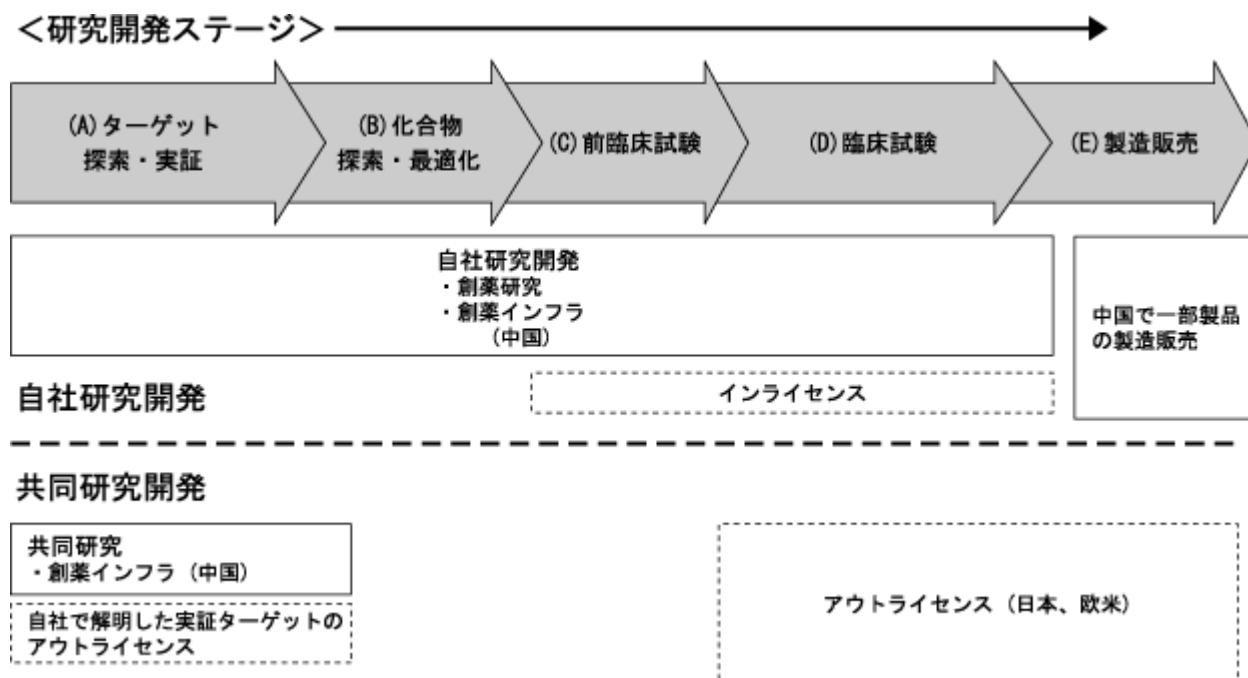 ＜研究開発ステージ＞
(A)ターゲット
探索・実証
(B)化合物
探索・最適化
(C)前臨床試験
(D)臨床試験
(E)製造販売
自社研究開発
・創薬研究
・創薬インフラ
（中国）
中国で一部製品
の製造販売
インライセンス
自社研究開発
共同研究開発
共同研究
・創薬インフラ（中国）
自社で解明した実証ターゲットの
アウトライセンス
アウトライセンス（日本、欧米）